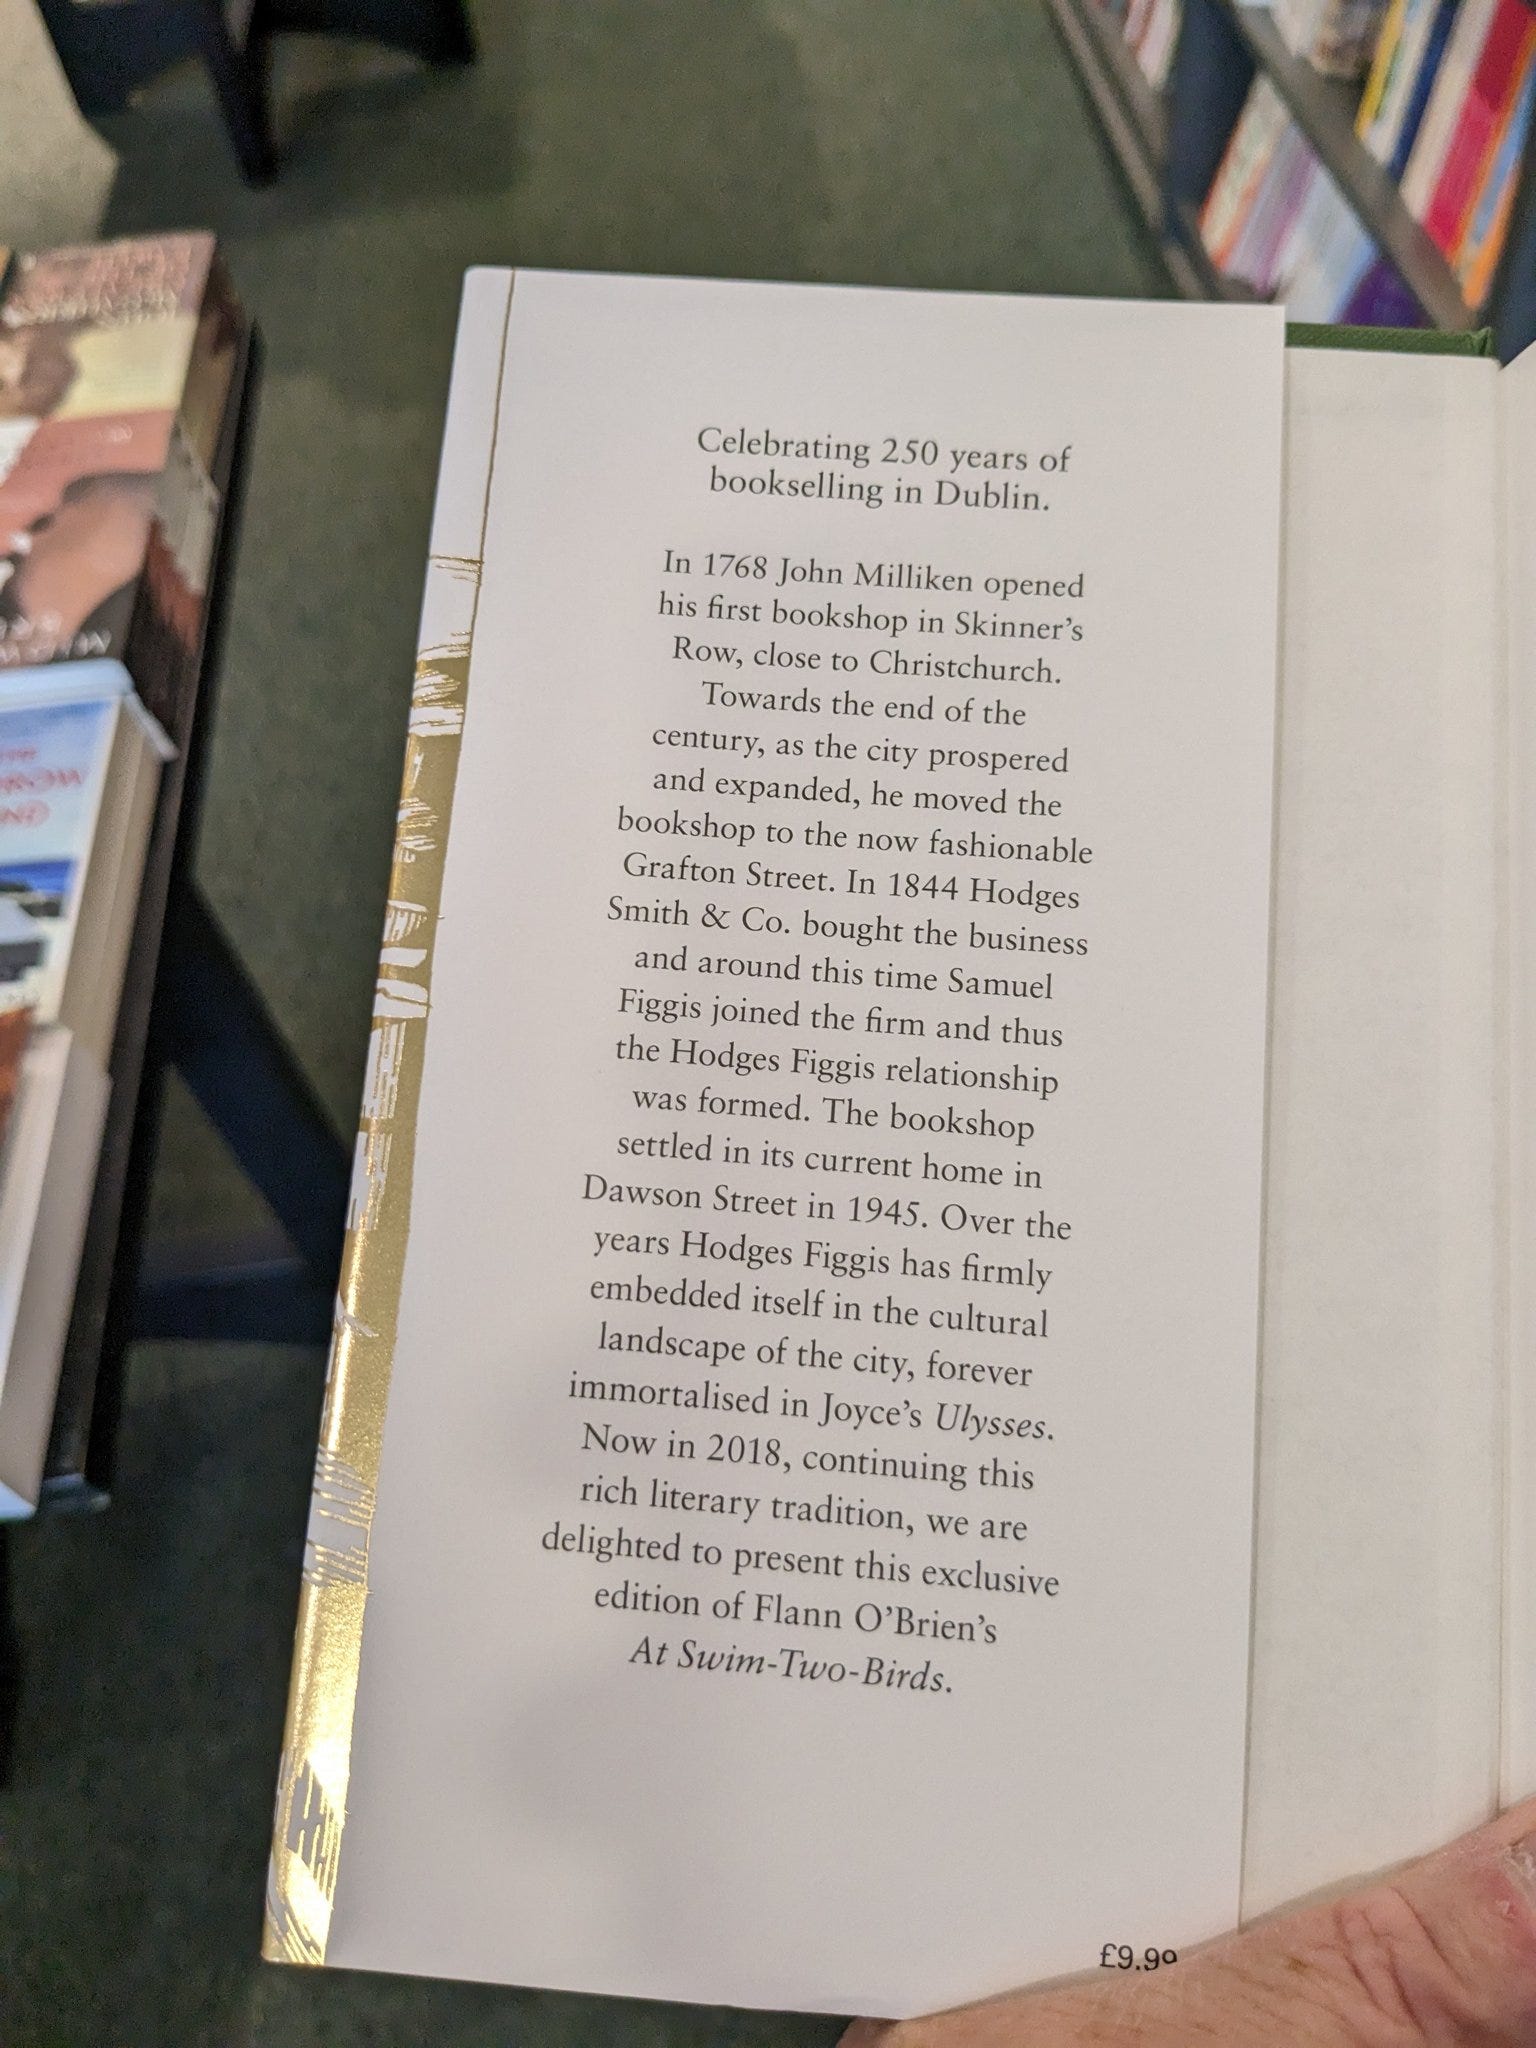 Celebrating 250 years of
bookselling in Dublin.
In 1768 John Milliken opened
his first bookshop in Skinner's
Row, close to Christchurch.
Towards the end of the
century, as the city prospered
and expanded, he moved the
bookshop to the now fashionable
Grafton Street. In 1844 Hodges
Smith & Co. bought the business
and around this time Samuel
Figgis joined the firm and thus
the Hodges Figgis relationship
was formed. The bookshop
settled in its current home in
Dawson Street in 1945. Over the
years Hodges Figgis has firmly
embedded itself in the cultural
landscape of the city, forever
immortalised in Joyce's Ulysses.
Now in 2018, continuing this
rich literary tradition, we are
delighted to present this exclusive
edition of Flann O'Brien's
At Swim-Two-Birds.
£9.99